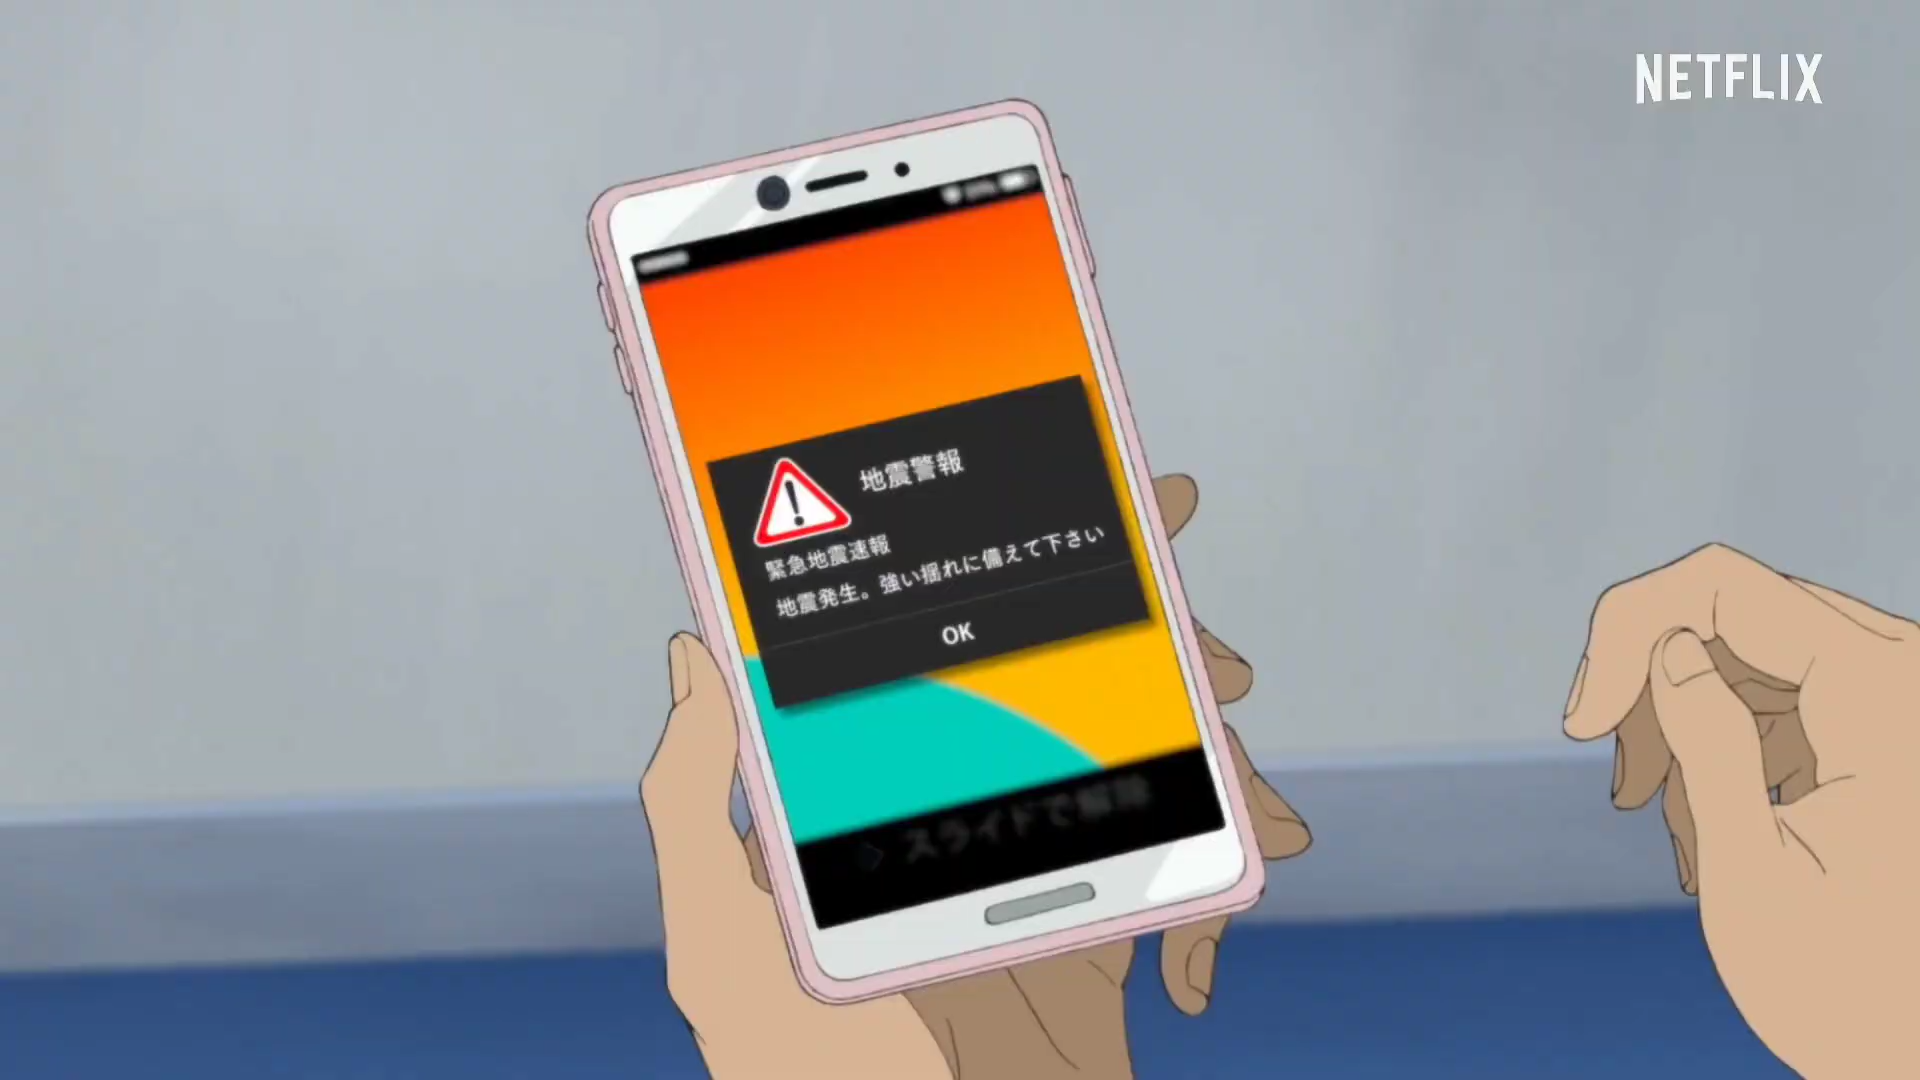 NETFLIX
地震警報
緊急地震速報
地震発生。強い揺れに備えて下さい
OK
スライドで解除